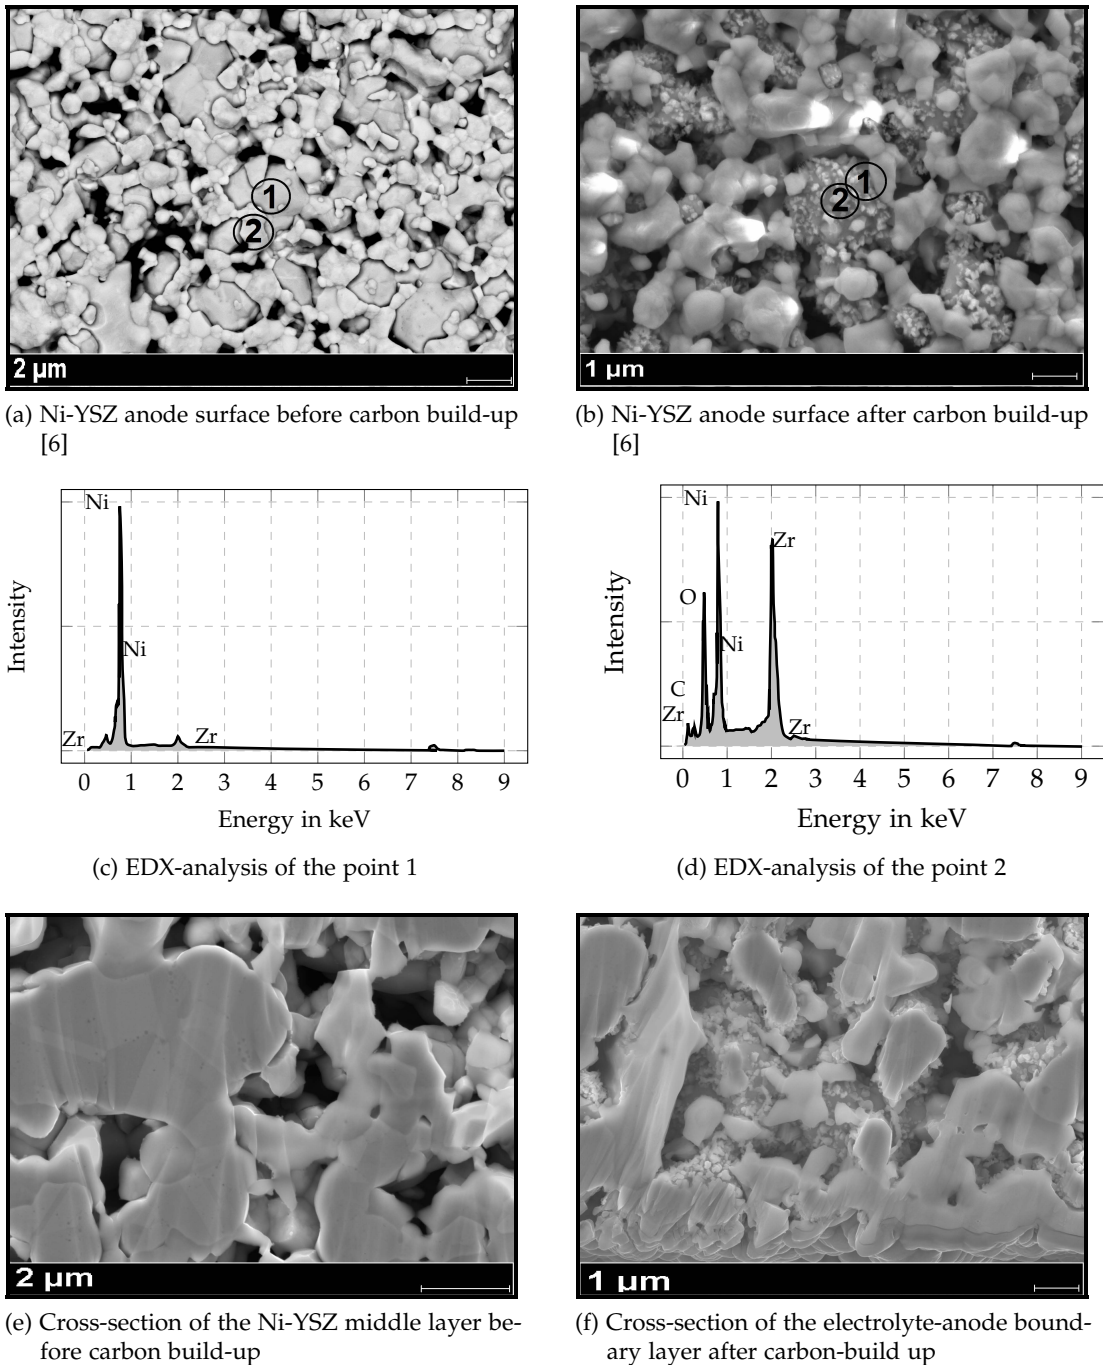 1
2
2 µm
1
2
1 µm
(a) Ni-YSZ anode surface before carbon build-up
[6]
(b) Ni-YSZ anode surface after carbon build-up
[6]
Ni
Ni
Zr
Zr
Intensity
0 1 2 3 4 5 6 7 8 9
Energy in keV
(c) EDX-analysis of the point 1
Ni
Zr
O
Ni
C
Zr
Zr
Intensity
0 1 2 3 4 5 6 7 8 9
Energy in keV
(d) EDX-analysis of the point 2
2 µm
1 µm
(e) Cross-section of the Ni-YSZ middle layer be-
fore carbon build-up
(f) Cross-section of the electrolyte-anode bound-
ary layer after carbon-build up